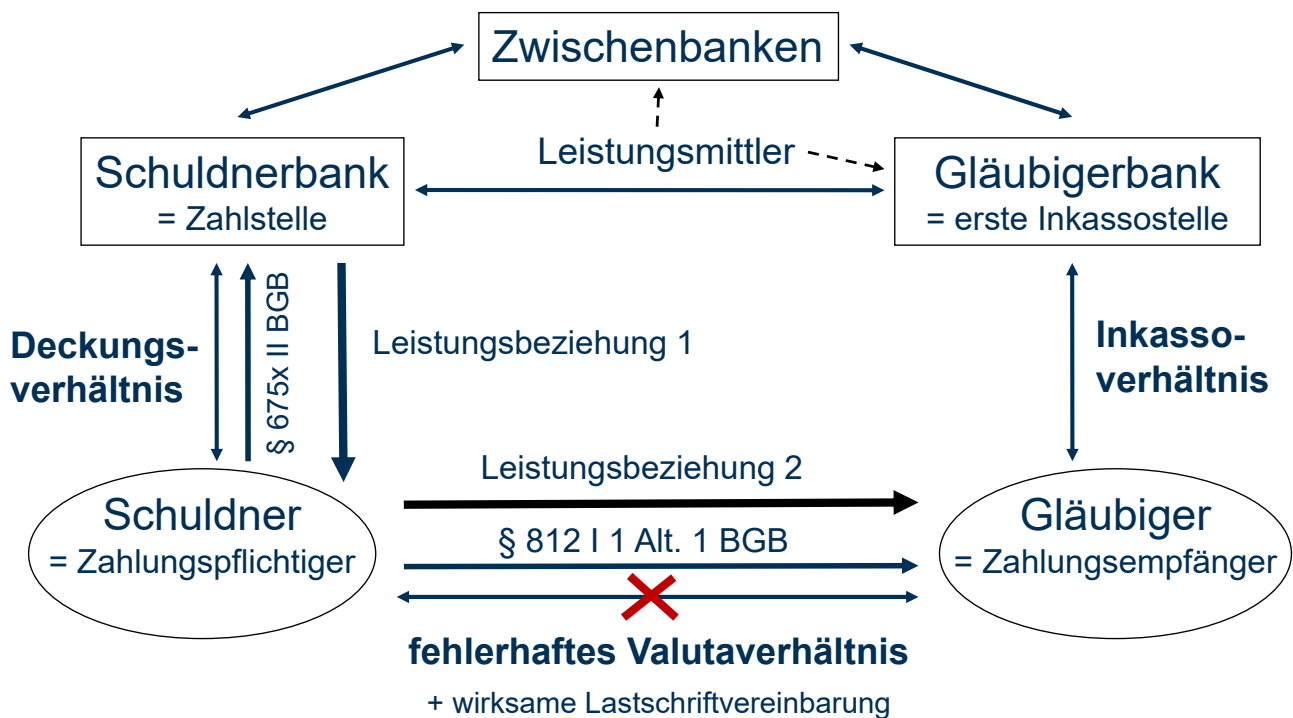 Zwischenbanken
Leistungsmittler
Schuldnerbank
= Zahlstelle
Gläubigerbank
= erste Inkassostelle
Deckungs-
verhältnis
§ 675x II BGB
Leistungsbeziehung 1
Inkasso-
verhältnis
Leistungsbeziehung 2
Schuldner
= Zahlungspflichtiger
§ 812 I 1 Alt. 1 BGB
Gläubiger
= Zahlungsempfänger
fehlerhaftes Valutaverhältnis
+ wirksame Lastschriftvereinbarung